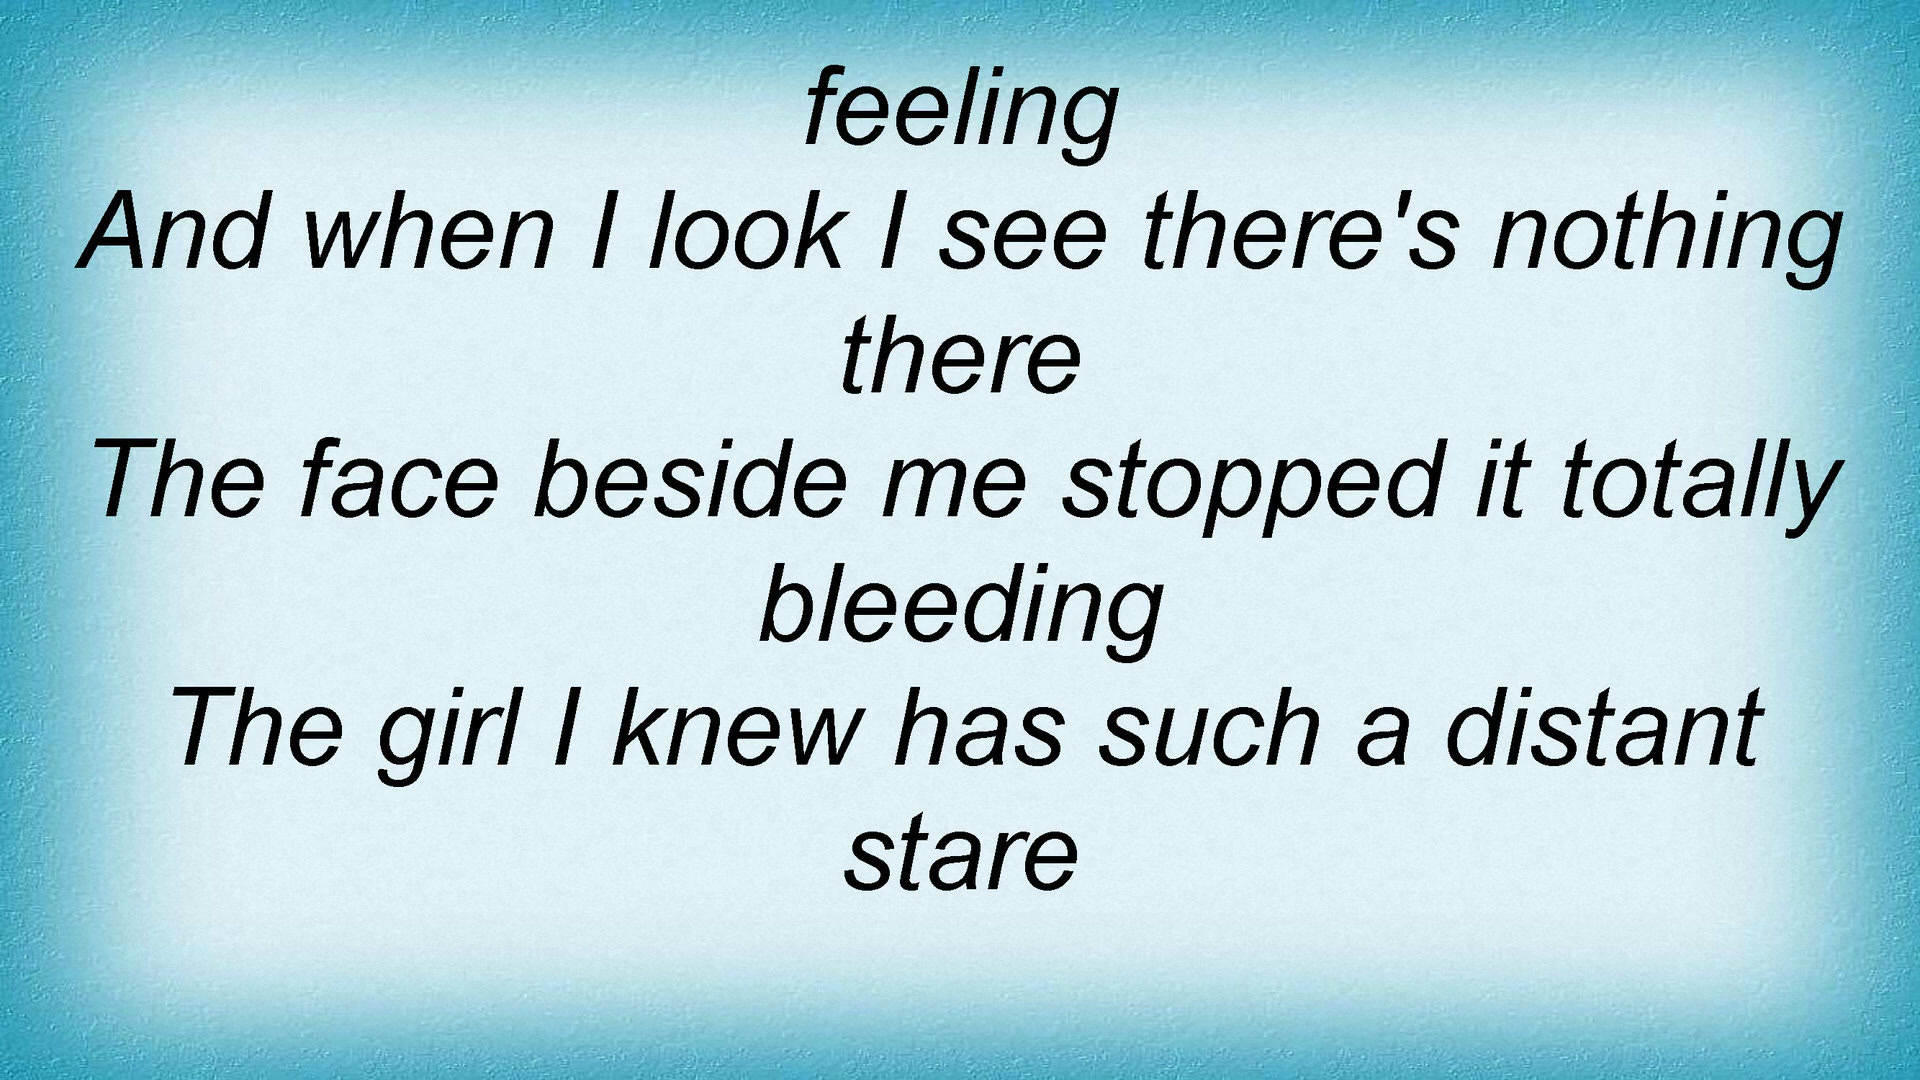 feeling
And when I look I see there's nothing
there
The face beside me stopped it totally
bleeding
The girl I knew has such a distant
stare